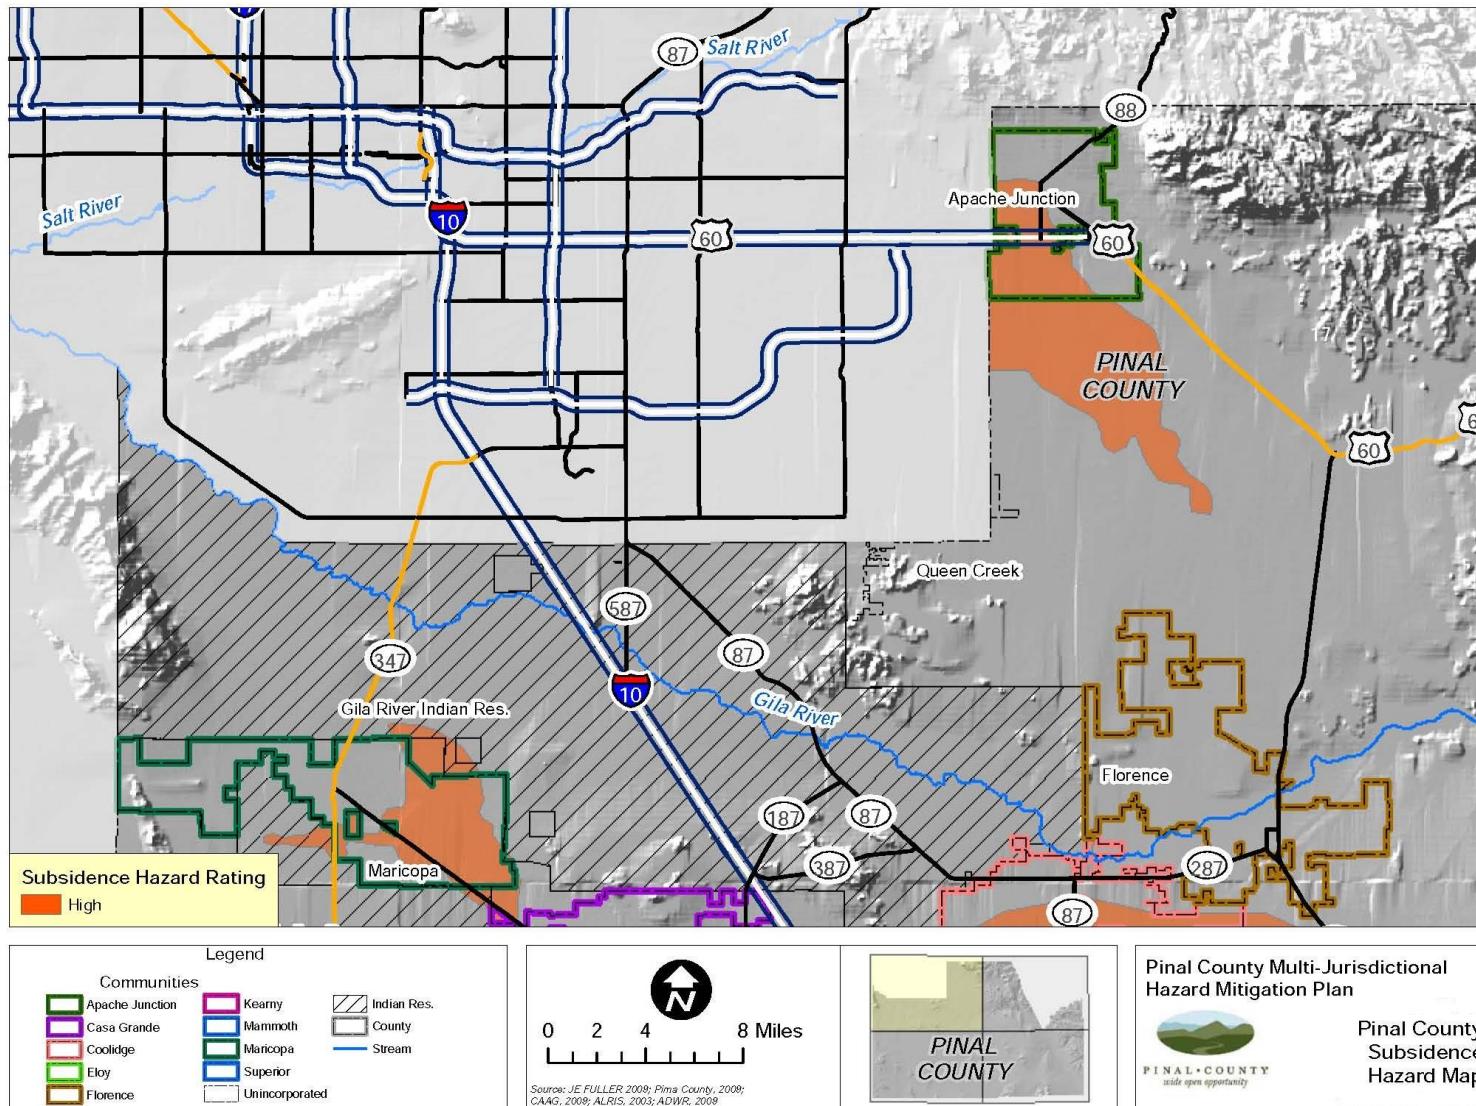 17
87
Salt River
88
Salt River
Apache Junction
10
60
60
17
PINAL
COUNTY
60
6
Queen Creek
587
87
347
10
Gila River Indian Res.
Gila River
Florence
187
87
387
287
Maricopa
87
Subsidence Hazard Rating
High
Legend
Communities
Apache Junction
Casa Grande
Coolidge
Eloy
Florence
Kearny
Mammoth
Maricopa
Superior
Unincorporated
Indian Res.
County
Stream
N
0 2 4 8 Miles
Source: JE FULLER 2009; Pima County, 2009;
CAAG, 2009; ALRIS, 2003; ADWR, 2009
PINAL
COUNTY
Pinal County Multi-Jurisdictional
Hazard Mitigation Plan
PINAL • COUNTY
wide open opportunity
Pinal County
Subsidence
Hazard Map